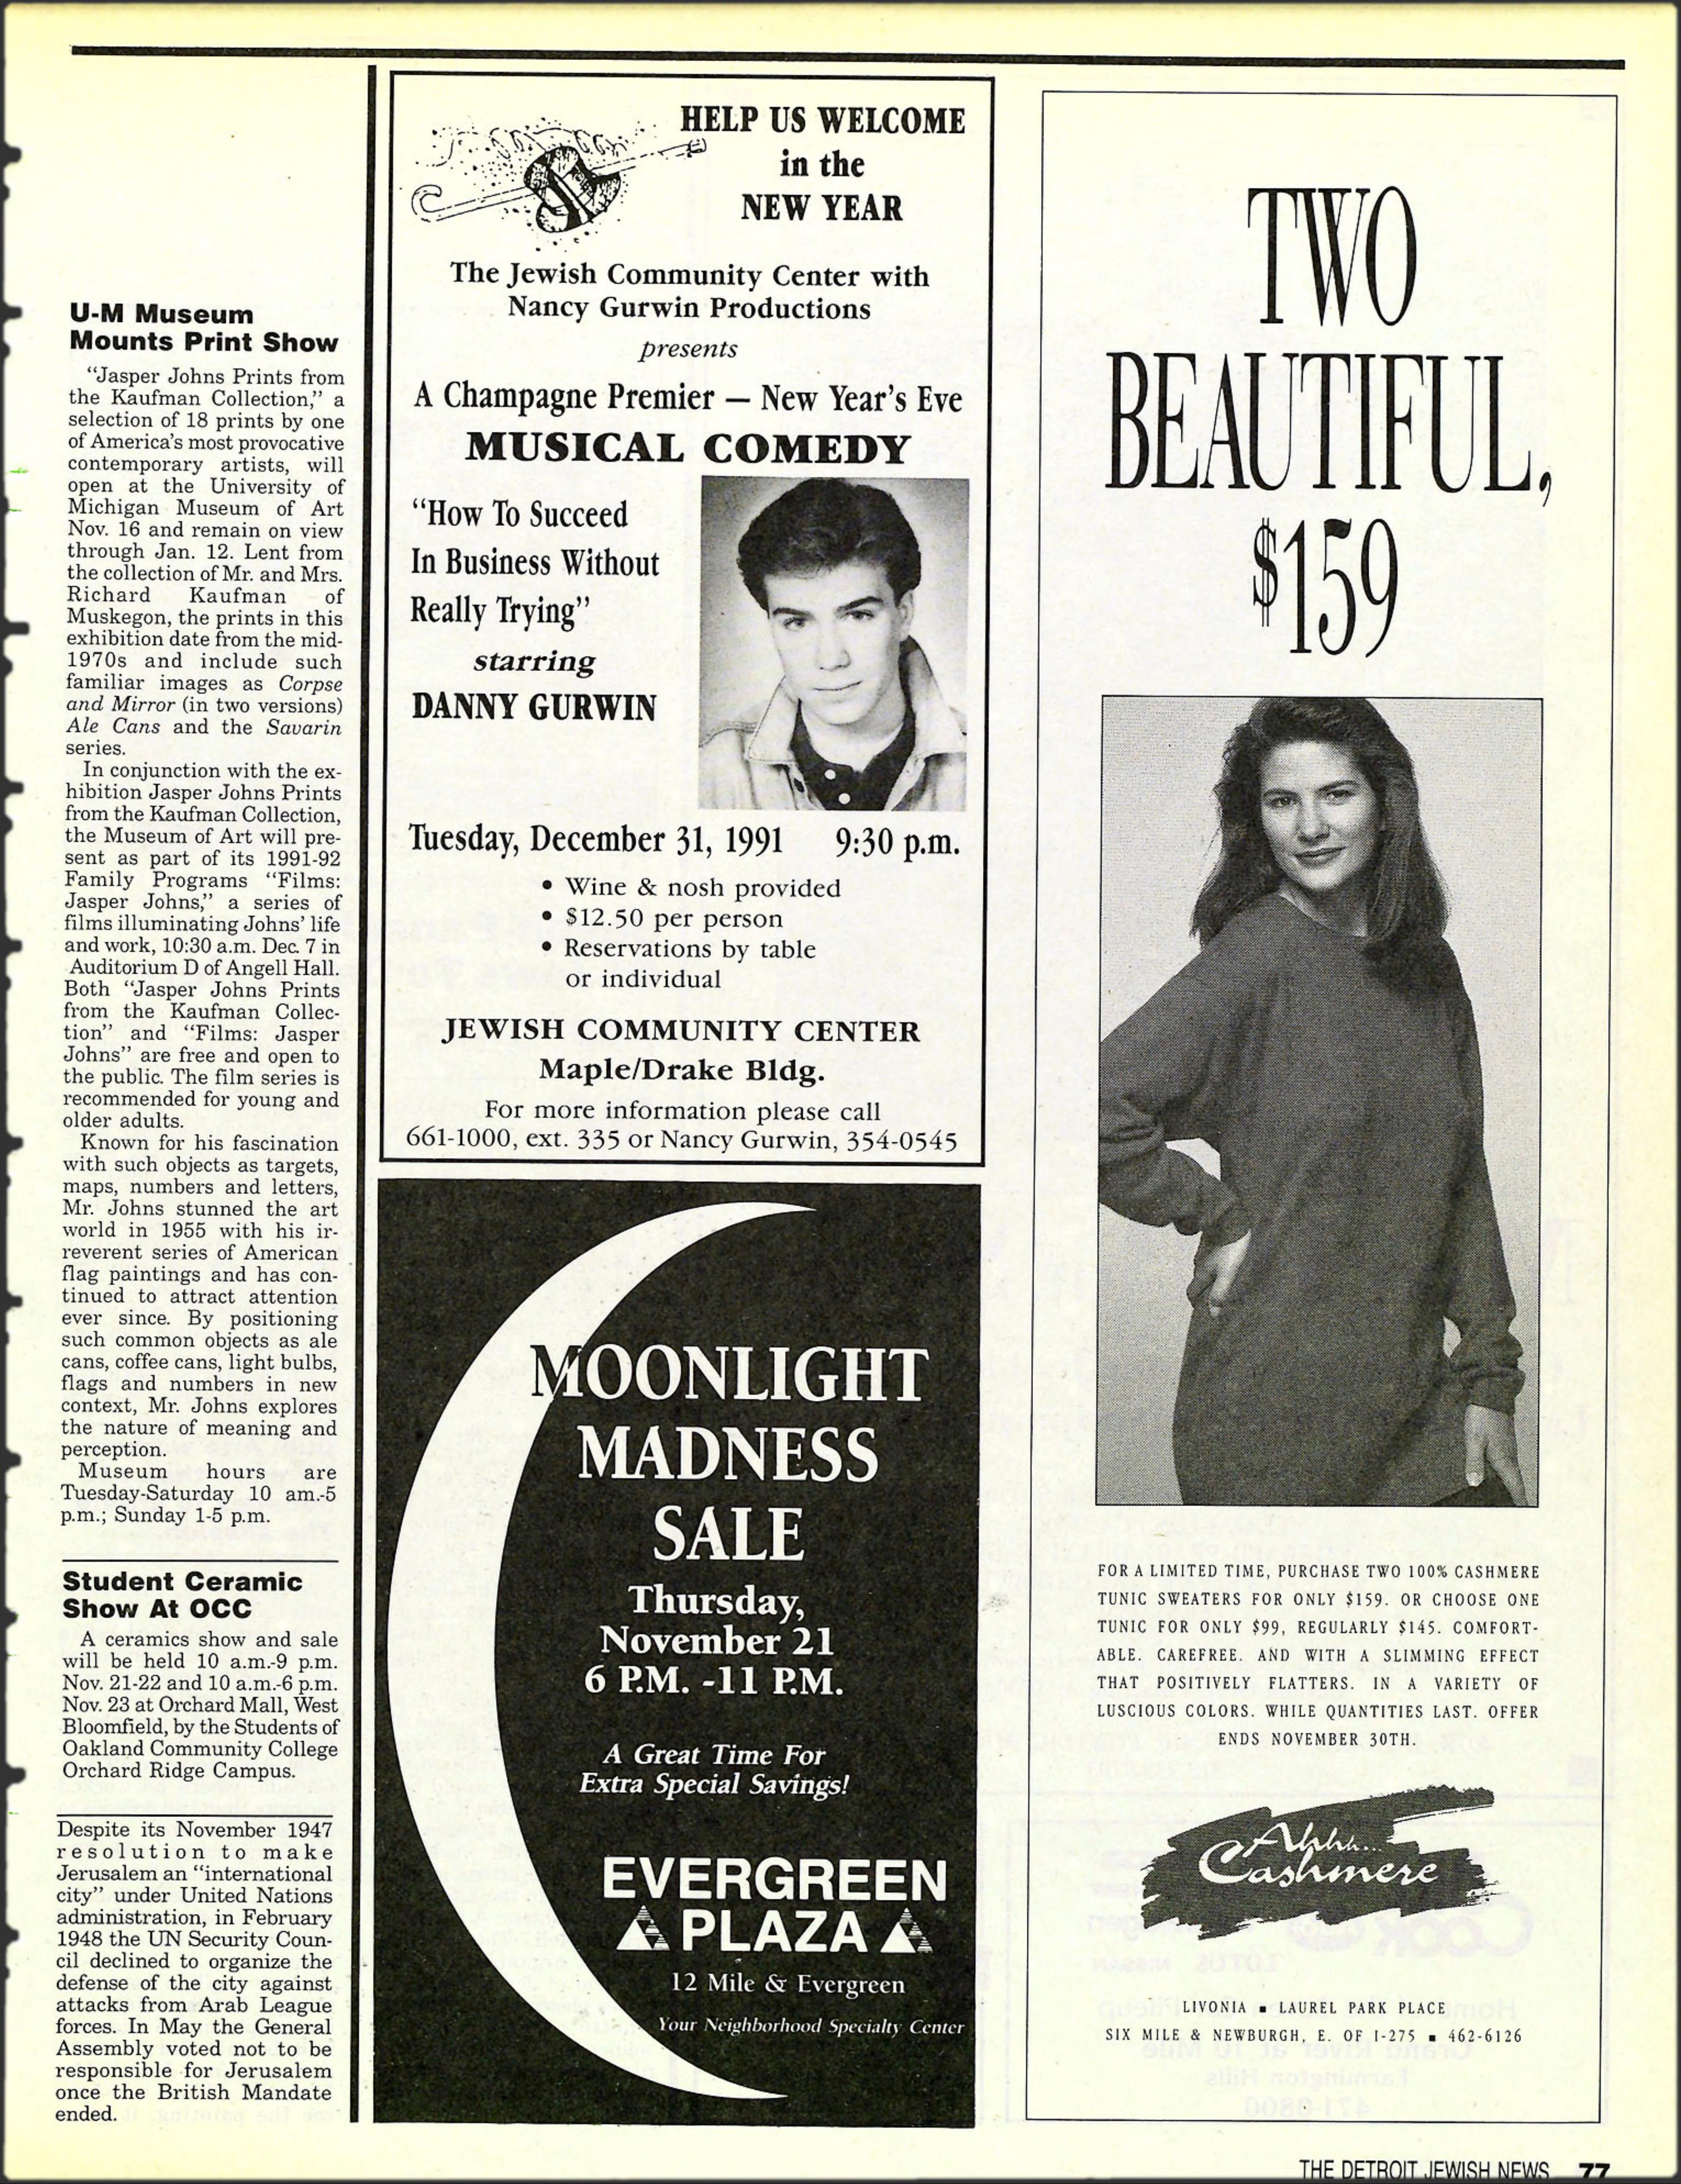 U-M Museum
Mounts Print Show
"Jasper Johns Prints from
the Kaufman Collection," a
selection of 18 prints by one
of America's most provocative
contemporary artists, will
open at the University of
Michigan Museum of Art
Nov. 16 and remain on view
through Jan. 12. Lent from
the collection of Mr. and Mrs.
Richard Kaufman of
Muskegon, the prints in this
exhibition date from the mid-
1970s and include such
familiar images as Corpse
and Mirror (in two versions)
Ale Cans and the Savarin
series.
In conjunction with the ex-
hibition Jasper Johns Prints
from the Kaufman Collection,
the Museum of Art will pre-
sent as part of its 1991-92
Family Programs "Films:
Jasper Johns," a series of
films illuminating Johns' life
and work, 10:30 a.m. Dec. 7 in
Auditorium D of Angell Hall.
Both "Jasper Johns Prints
from the Kaufman Collec-
tion" and "Films: Jasper
Johns" are free and open to
the public. The film series is
recommended for young and
older adults.
Known for his fascination
with such objects as targets,
maps, numbers and letters,
Mr. Johns stunned the art
world in 1955 with his ir-
reverent series of American
flag paintings and has con-
tinued to attract attention
ever since. By positioning
such common objects as ale
cans, coffee cans, light bulbs,
flags and numbers in new
context, Mr. Johns explores
the nature of meaning and
perception.
Museum hours are
Tuesday-Saturday 10 am.-5
p.m.; Sunday 1-5 p.m.
Student Ceramic
Show At OCC
A ceramics show and sale
will be held 10 a.m.-9 p.m.
Nov. 21-22 and 10 a.m.-6 p.m.
Nov. 23 at Orchard Mall, West
Bloomfield, by the Students of
Oakland Community College
Orchard Ridge Campus.
Despite its November 1947
resolution to make
Jerusalem an "international
city" under United Nations
administration, in February
1948 the UN Security Coun-
cil declined to organize the
defense of the city against
attacks from Arab League
forces. In May the General
Assembly voted not to be
responsible for Jerusalem
once the British Mandate
ended.
HELP US WELCOME
in the
NEW YEAR
The Jewish Community Center with
Nancy Gurwin Productions
presents
A Champagne Premier — New Year's Eve
MUSICAL COMEDY
"How To Succeed
In Business Without
Really Trying"
starring
DANNY GURWIN
Tuesday, December 31, 1991 9:30 p.m.
• Wine & nosh provided
• $12.50 per person
• Reservations by table
or individual
JEWISH COMMUNITY CENTER
Maple/Drake Bldg.
For more information please call
661-1000, ext. 335 or Nancy Gurwin, 354-0545
MOONLIGHT
MADNESS
SALE
Thursday,
November 21
6 P.M. -11 P.M.
A Great Time For
Extra Special Savings!
EVERGREEN
PLAZA
12 Mile & Evergreen
Your Neighborhood Specialty Center
TWO
BEAUTIFUL,
$159
FOR A LIMITED TIME, PURCHASE TWO 100% CASHMERE
TUNIC SWEATERS FOR ONLY $159. OR CHOOSE ONE
TUNIC FOR ONLY $99, REGULARLY $145. COMFORT-
ABLE. CAREFREE. AND WITH A SLIMMING EFFECT
THAT POSITIVELY FLATTERS. IN A VARIETY OF
LUSCIOUS COLORS. WHILE QUANTITIES LAST. OFFER
ENDS NOVEMBER 30TH.
Ahhh...
Cashmere
LIVONIA ■ LAUREL PARK PLACE
SIX MILE & NEWBURGH, E. OF I-275 ■ 462-6126
THE DETROIT JEWISH NEWS 77